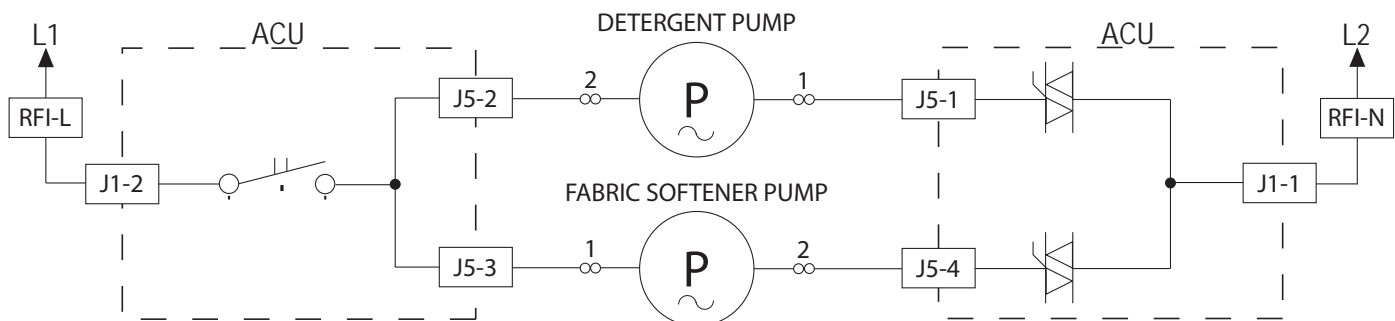 DETERGENT PUMP
L1 ACU ACU L2
2 1
RFI-L J5-2 P J5-1 RFI-N
J1-2 J1-1
FABRIC SOFTENER PUMP
1 2
J5-3 P J5-4